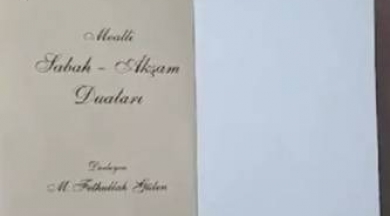 Mealli
Sabah - Akşam
Duaları
Derleyen
M. Fethullah Gülen